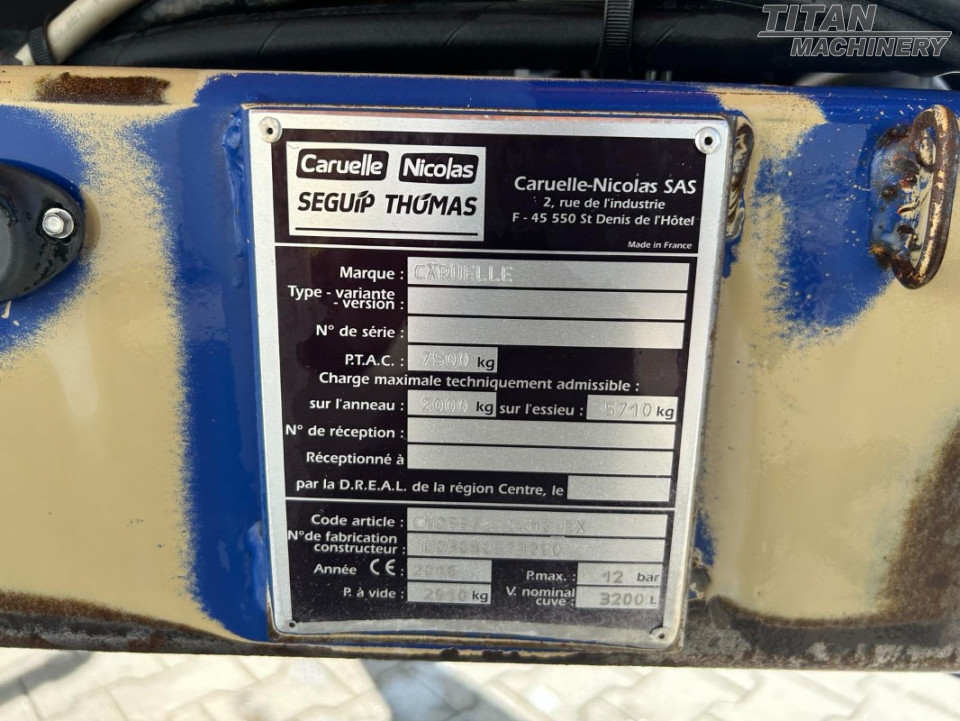 TITAN
MACHINERY
Caruelle Nicolas
SEGUIP THOMAS
Caruelle-Nicolas SAS
2, rue de l'industrie
F - 45 550 St Denis de l'Hôtel
Made in France
Marque : CARUELLE
Type - variante
- version :
N° de série :
P.T.A.C. : 7500 kg
Charge maximale techniquement admissible :
sur l'anneau : 2000 kg sur l'essieu : 5710 kg
N° de réception :
Réceptionné à
par la D.R.E.A.L. de la région Centre, le
Code article :
N°de fabrication
constructeur :
Année CE : 2016 P.max. : 12 bar
P. à vide : 2910 kg V. nominal
cuve : 3200 L